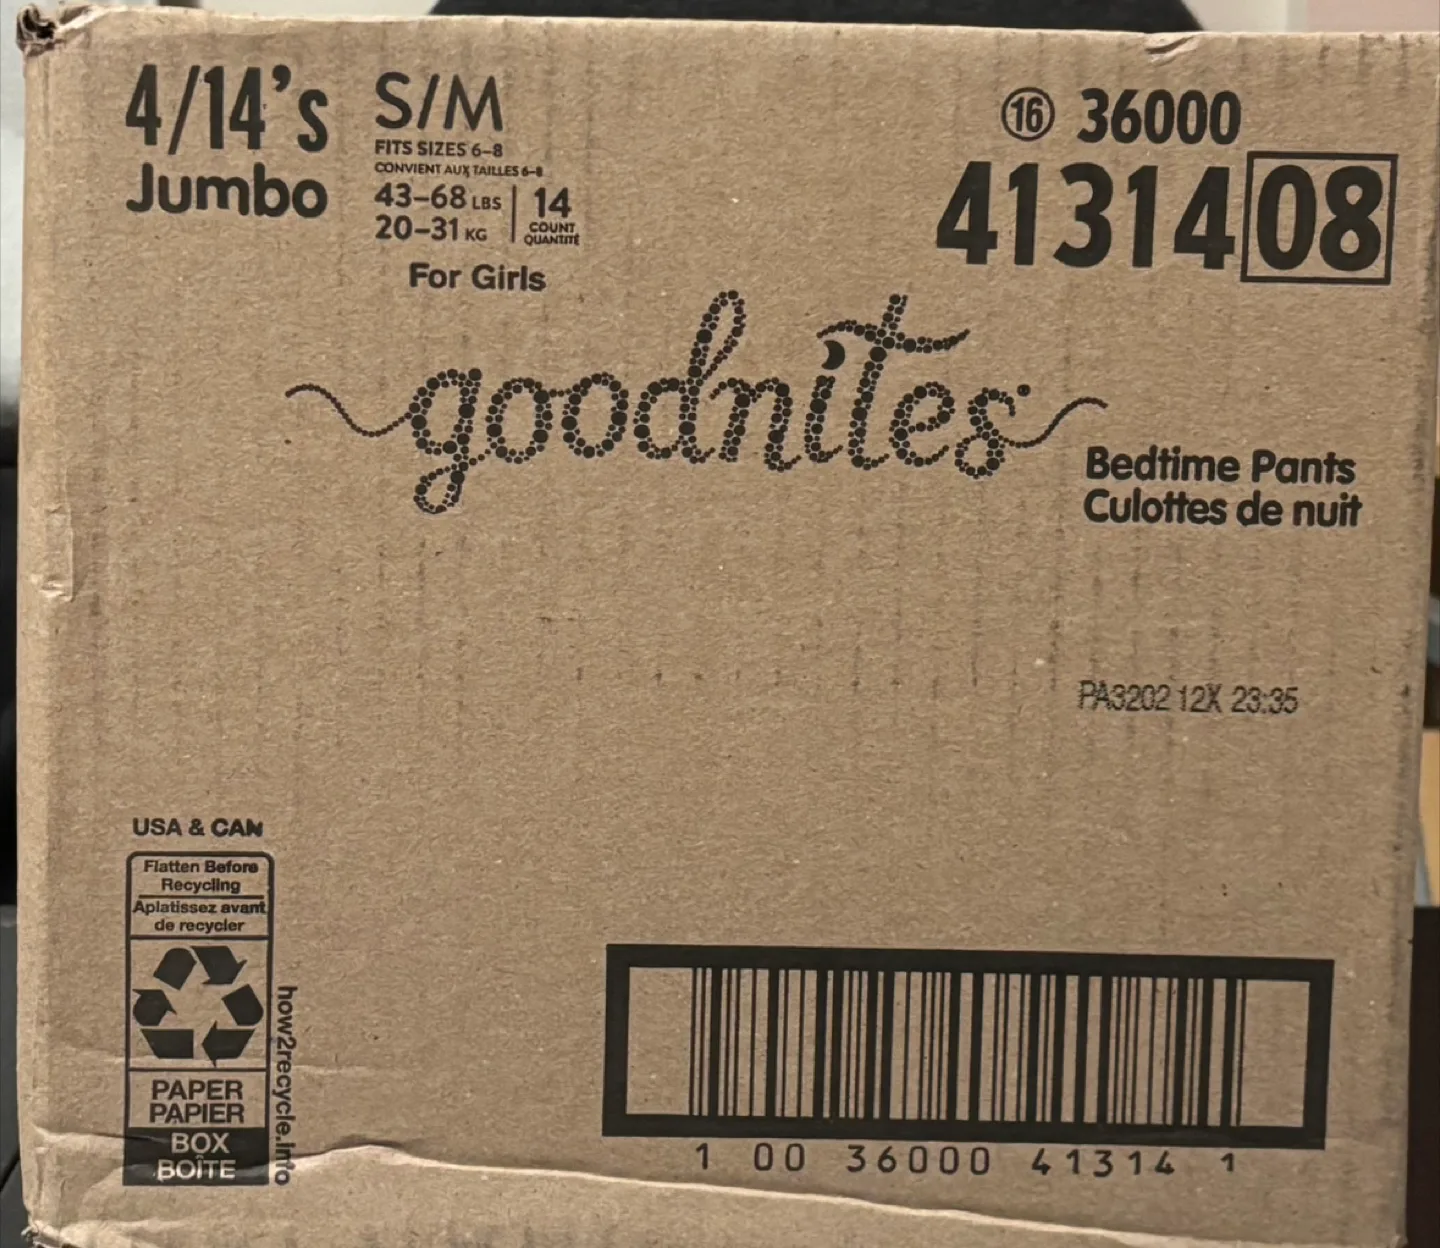 4/14's
Jumbo
S/M
FITS SIZES 6–8
CONVIENT AUX TAILLES 6–8
43–68 LBS
20–31 KG
14
COUNT
QUANTITÉ
For Girls
16 36000
41314 08
goodnites®
Bedtime Pants
Culottes de nuit
PA3202 12X 23:35
USA & CAN
Flatten Before
Recycling
Aplatissez avant
de recycler
PAPER
PAPIER
BOX
BOÎTE
how2recycle.info
1 00 36000 41314 1